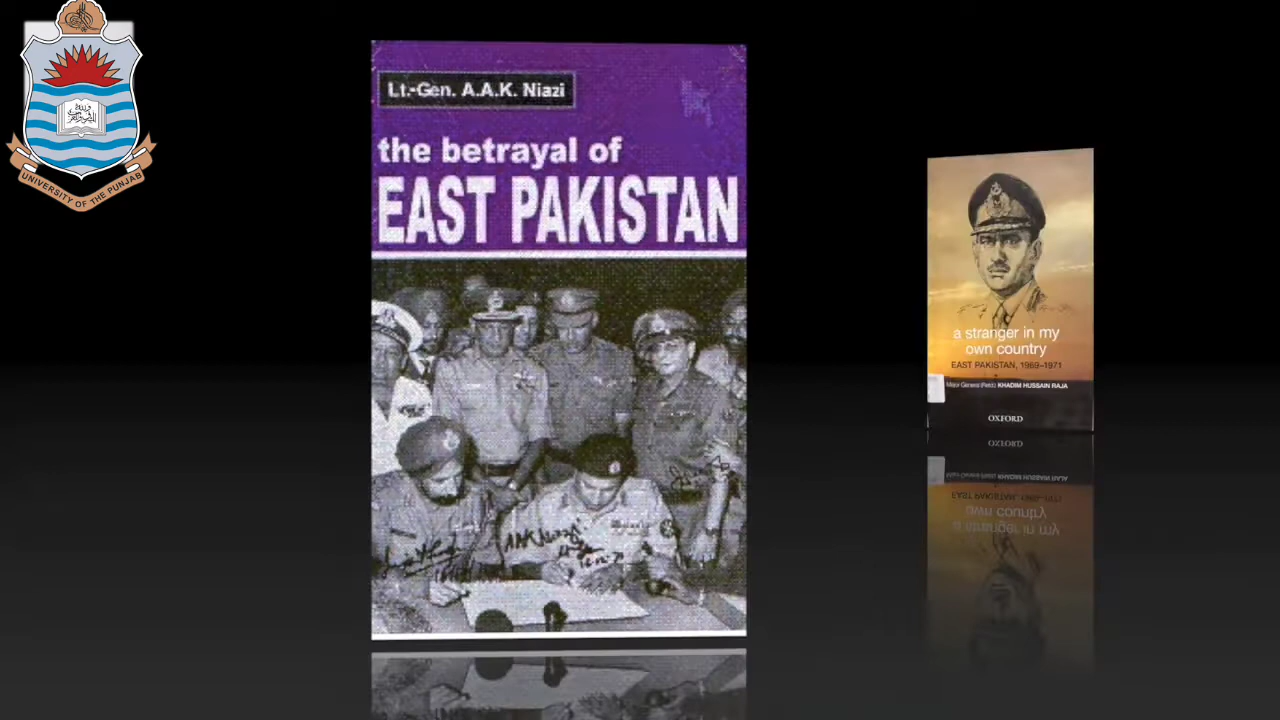 UNIVERSITY OF THE PUNJAB
Lt.-Gen. A.A.K. Niazi
the betrayal of
EAST PAKISTAN
a stranger in my
own country
EAST PAKISTAN, 1969–1971
Major General (Retd.) KHADIM HUSSAIN RAJA
OXFORD